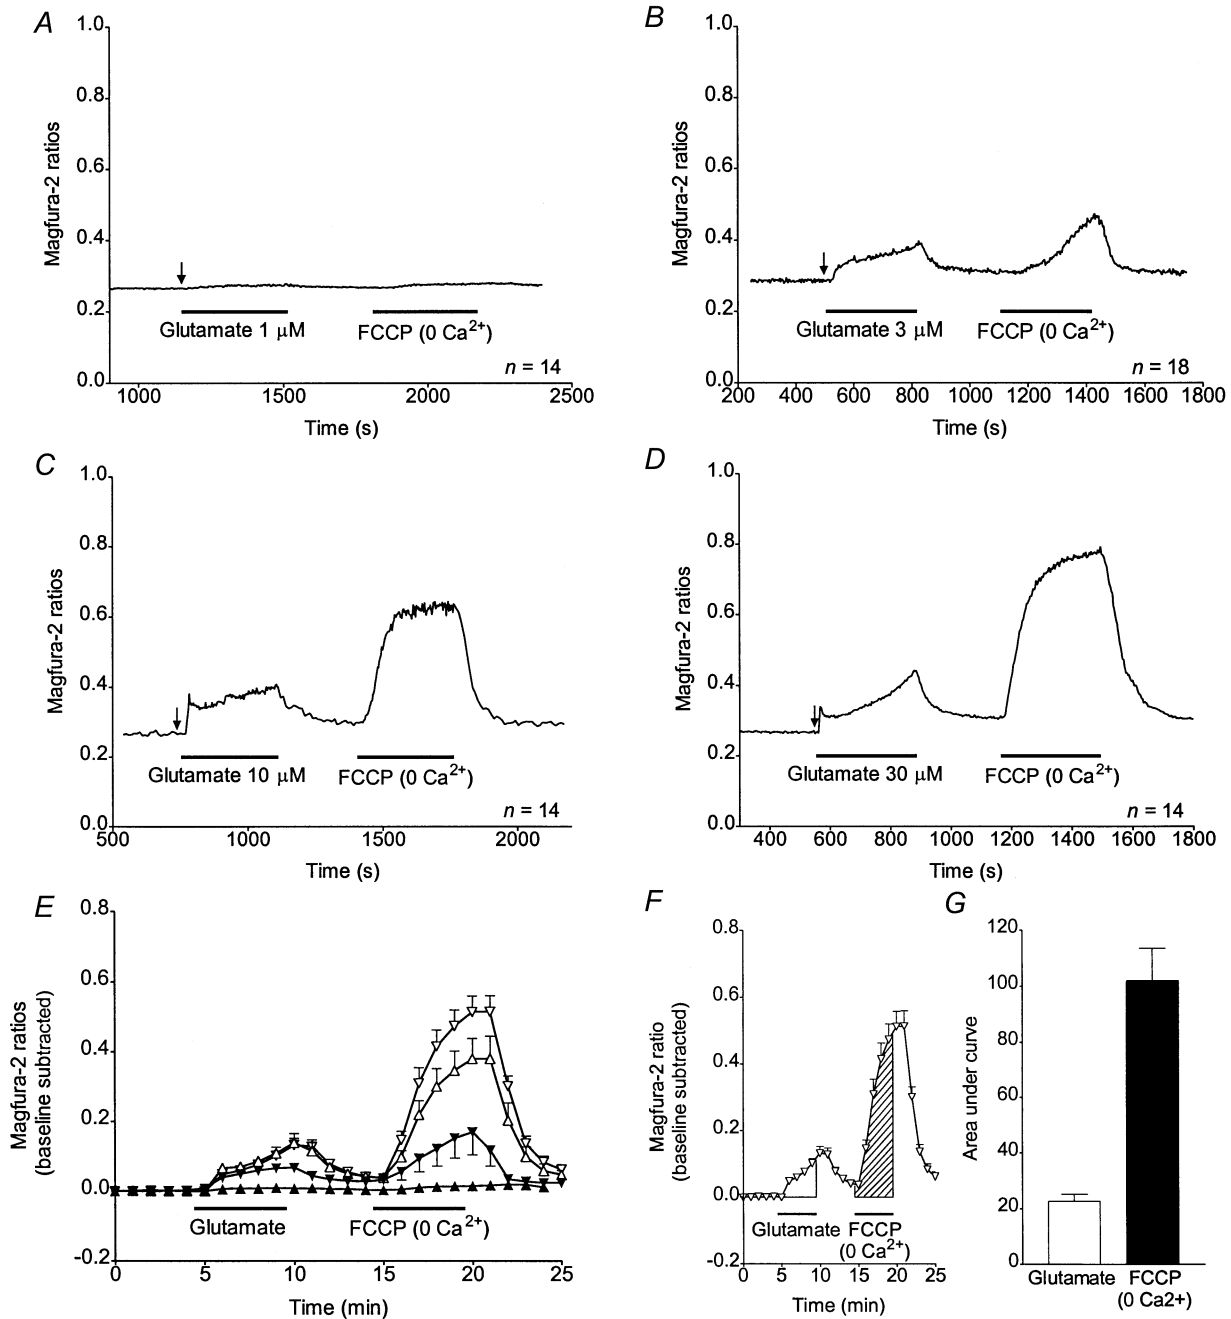 A
1.0
0.8
0.6
0.4
0.2
0.0
Magfura-2 ratios
Glutamate 1 μM
FCCP (0 Ca²⁺)
n = 14
1000 1500 2000 2500
Time (s)
B
1.0
0.8
0.6
0.4
0.2
0.0
Magfura-2 ratios
Glutamate 3 μM
FCCP (0 Ca²⁺)
n = 18
200 400 600 800 1000 1200 1400 1600 1800
Time (s)
C
1.0
0.8
0.6
0.4
0.2
0.0
Magfura-2 ratios
Glutamate 10 μM
FCCP (0 Ca²⁺)
n = 14
500 1000 1500 2000
Time (s)
D
1.0
0.8
0.6
0.4
0.2
0.0
Magfura-2 ratios
Glutamate 30 μM
FCCP (0 Ca²⁺)
n = 14
400 600 800 1000 1200 1400 1600 1800
Time (s)
E
0.8
0.6
0.4
0.2
0.0
-0.2
Magfura-2 ratios
(baseline subtracted)
Glutamate
FCCP (0 Ca²⁺)
0 5 10 15 20 25
Time (min)
F
0.8
0.6
0.4
0.2
0.0
-0.2
Magfura-2 ratio
(baseline subtracted)
Glutamate
FCCP
(0 Ca²⁺)
0 5 10 15 20 25
Time (min)
G
120
100
80
60
40
20
0
Area under curve
Glutamate
FCCP
(0 Ca2+)